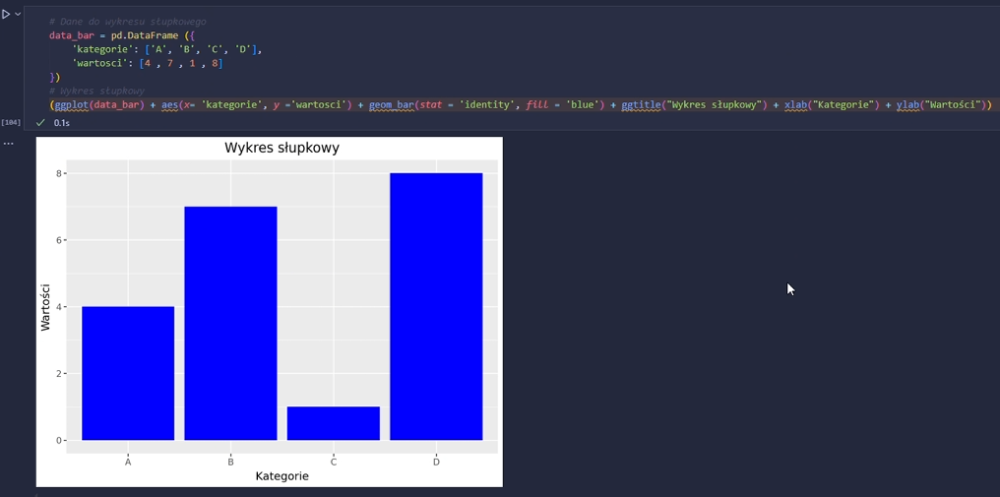 # Dane do wykresu słupkowego
data_bar = pd.DataFrame ({
'kategorie': ['A', 'B', 'C', 'D'],
'wartosci': [4 , 7 , 1 , 8]
})
# Wykres słupkowy
(ggplot(data_bar) + aes(x= 'kategorie', y ='wartosci') + geom_bar(stat = 'identity', fill = 'blue') + ggtitle("Wykres słupkowy") + xlab("Kategorie") + ylab("Wartości"))
[104]
0.1s
...
Wykres słupkowy
8
6
4
2
0
Wartości
A B C D
Kategorie